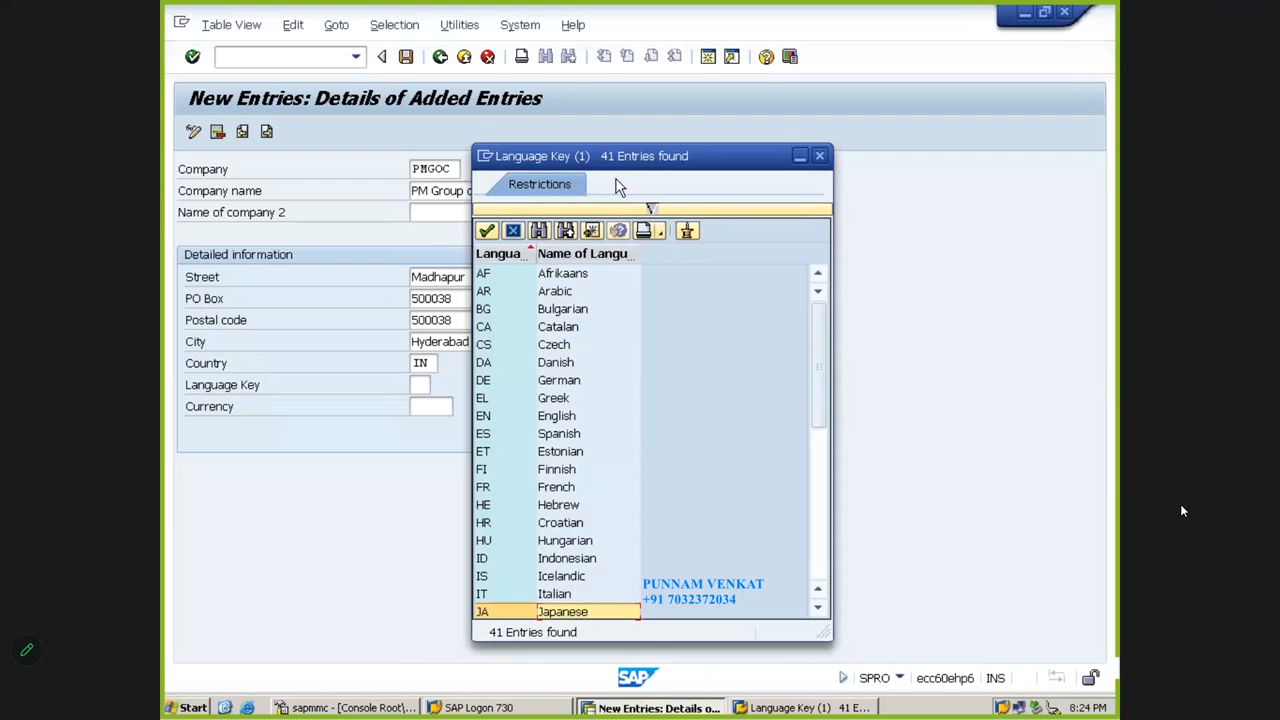 Table View Edit Goto Selection Utilities System Help
New Entries: Details of Added Entries
Company PMGOC
Company name PM Group
Name of company 2
Detailed information
Street Madhapur
PO Box 500038
Postal code 500038
City Hyderabad
Country IN
Language Key
Currency
Language Key (1) 41 Entries found
Restrictions
Langua... Name of Langu...
AF Afrikaans
AR Arabic
BG Bulgarian
CA Catalan
CS Czech
DA Danish
DE German
EL Greek
EN English
ES Spanish
ET Estonian
FI Finnish
FR French
HE Hebrew
HR Croatian
HU Hungarian
ID Indonesian
IS Icelandic
IT Italian
JA Japanese
PUNNAM VENKAT
+91 7032372034
41 Entries found
SAP
SPRO ecc60ehp6 INS
Start sapmmc - [Console Root\... SAP Logon 730 New Entries: Details o... Language Key (1) 41 E... 8:24 PM